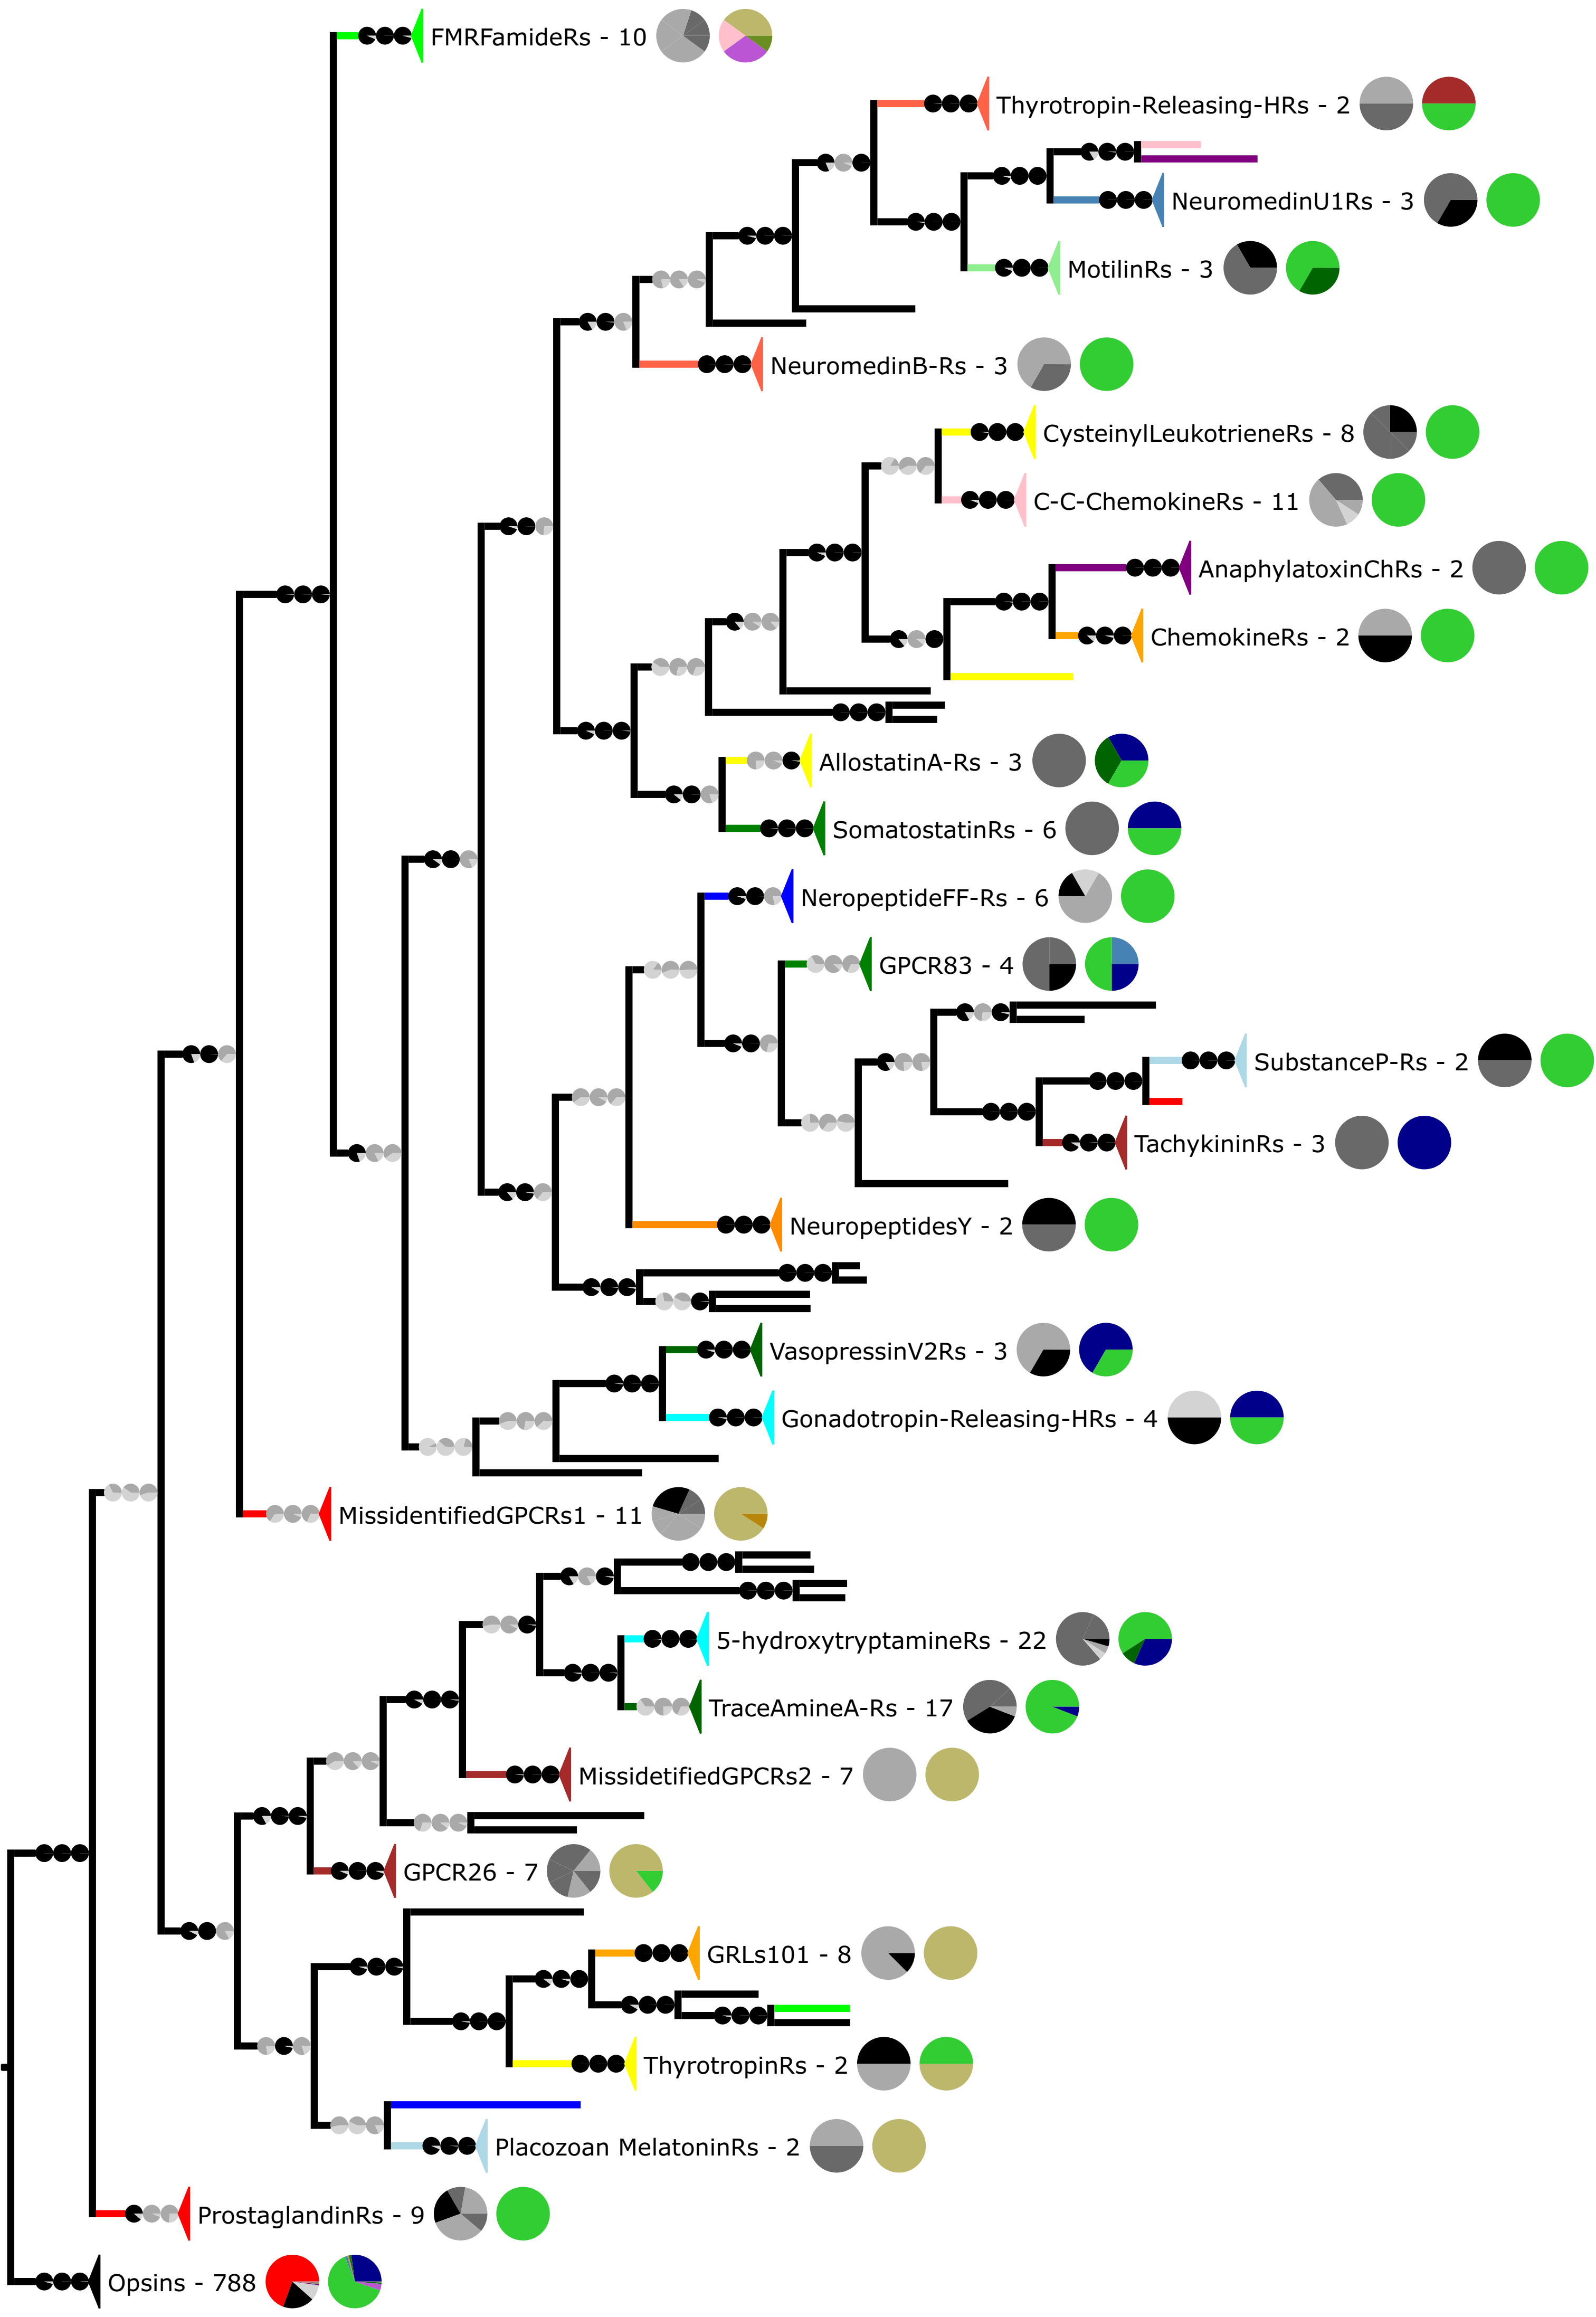 FMRFamideRs - 10
Thyrotropin-Releasing-HRs - 2
NeuromedinU1Rs - 3
MotilinRs - 3
NeuromedinB-Rs - 3
CysteinylLeukotrieneRs - 8
C-C-ChemokineRs - 11
AnaphylatoxinChRs - 2
ChemokineRs - 2
AllostatinA-Rs - 3
SomatostatinRs - 6
NeropeptideFF-Rs - 6
GPCR83 - 4
SubstanceP-Rs - 2
TachykininRs - 3
NeuropeptidesY - 2
VasopressinV2Rs - 3
Gonadotropin-Releasing-HRs - 4
MissidentifiedGPCRs1 - 11
5-hydroxytryptamineRs - 22
TraceAmineA-Rs - 17
MissidetifiedGPCRs2 - 7
GPCR26 - 7
GRLs101 - 8
ThyrotropinRs - 2
Placozoan MelatoninRs - 2
ProstaglandinRs - 9
Opsins - 788